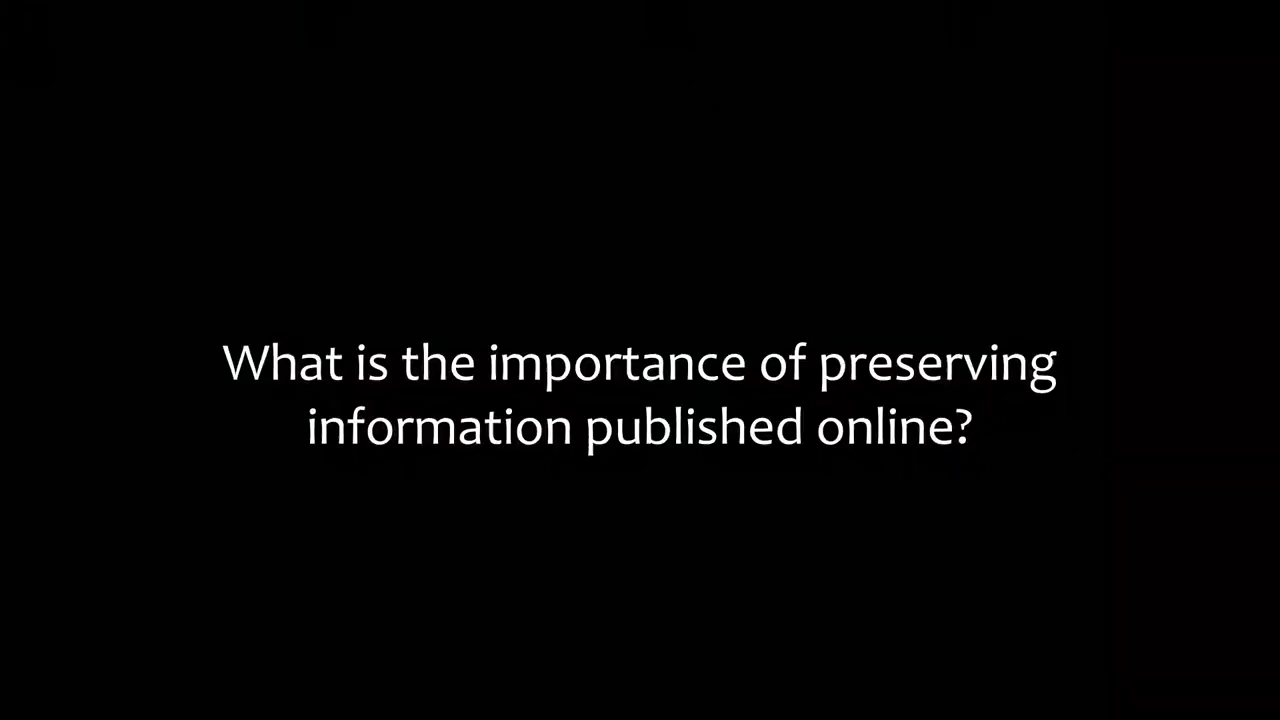 What is the importance of preserving
information published online?